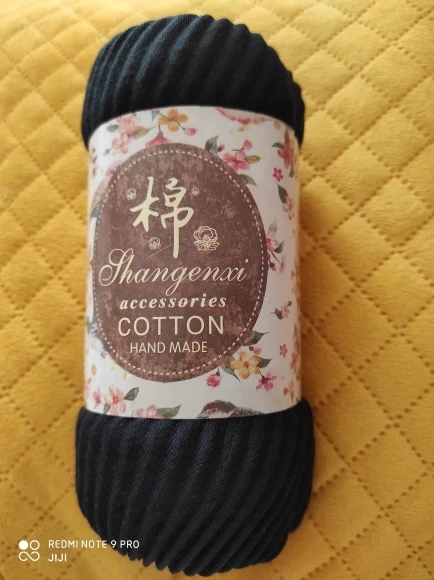 棉
Shangenxi
accessories
COTTON
HAND MADE
REDMI NOTE 9 PRO
JIJI